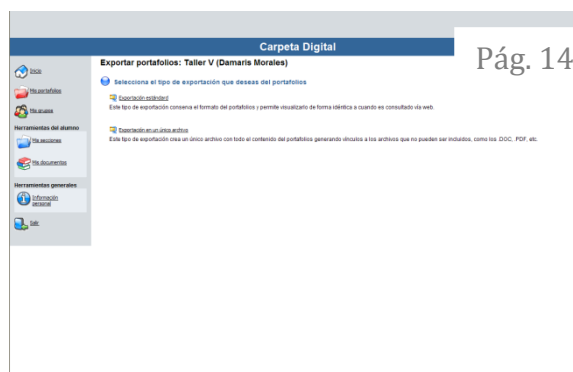 Carpeta Digital
Pág. 14
Inicio
Mis portafolios
Mis grupos
Herramientas del alumno
Mis secciones
Mis documentos
Herramientas generales
Información
personal
Salir
Exportar portafolios: Taller V (Damaris Morales)
Selecciona el tipo de exportación que deseas del portafolios
Exportación estándard
Este tipo de exportación conserva el formato del portafolios y permite visualizarlo de forma idéntica a cuando es consultado vía web.
Exportación en un único archivo
Este tipo de exportación crea un único archivo con todo el contenido del portafolios generando vínculos a los archivos que no pueden ser incluidos, como los .DOC, .PDF, etc.